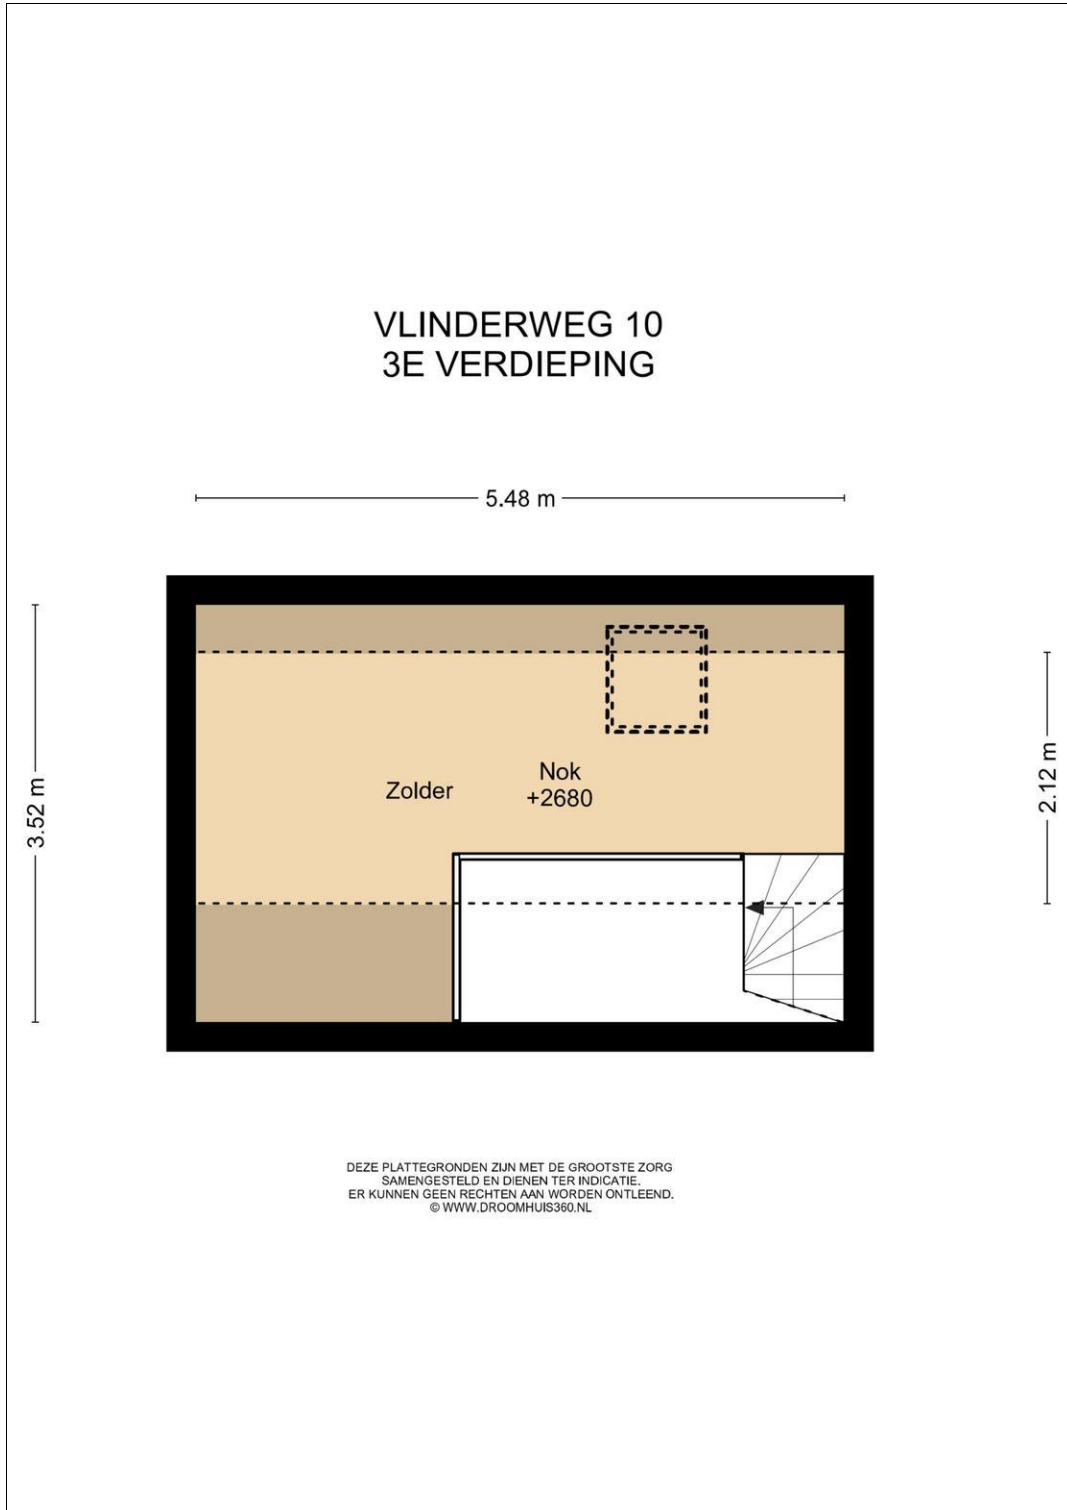 VLINDERWEG 10
3E VERDIEPING
5.48 m
3.52 m
2.12 m
Zolder
Nok
+2680
DEZE PLATTEGRONDEN ZIJN MET DE GROOTSTE ZORG
SAMENGESTELD EN DIENEN TER INDICATIE.
ER KUNNEN GEEN RECHTEN AAN WORDEN ONTLEEND.
© WWW.DROOMHUIS360.NL